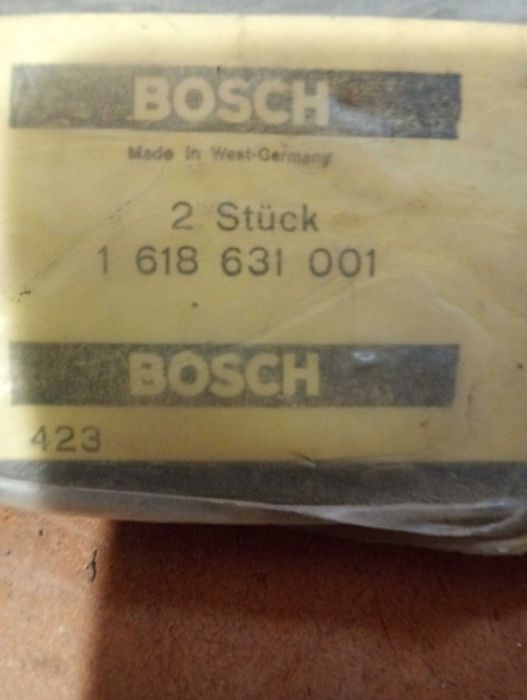 BOSCH
Made in West-Germany
2 Stück
1 618 631 001
BOSCH
423